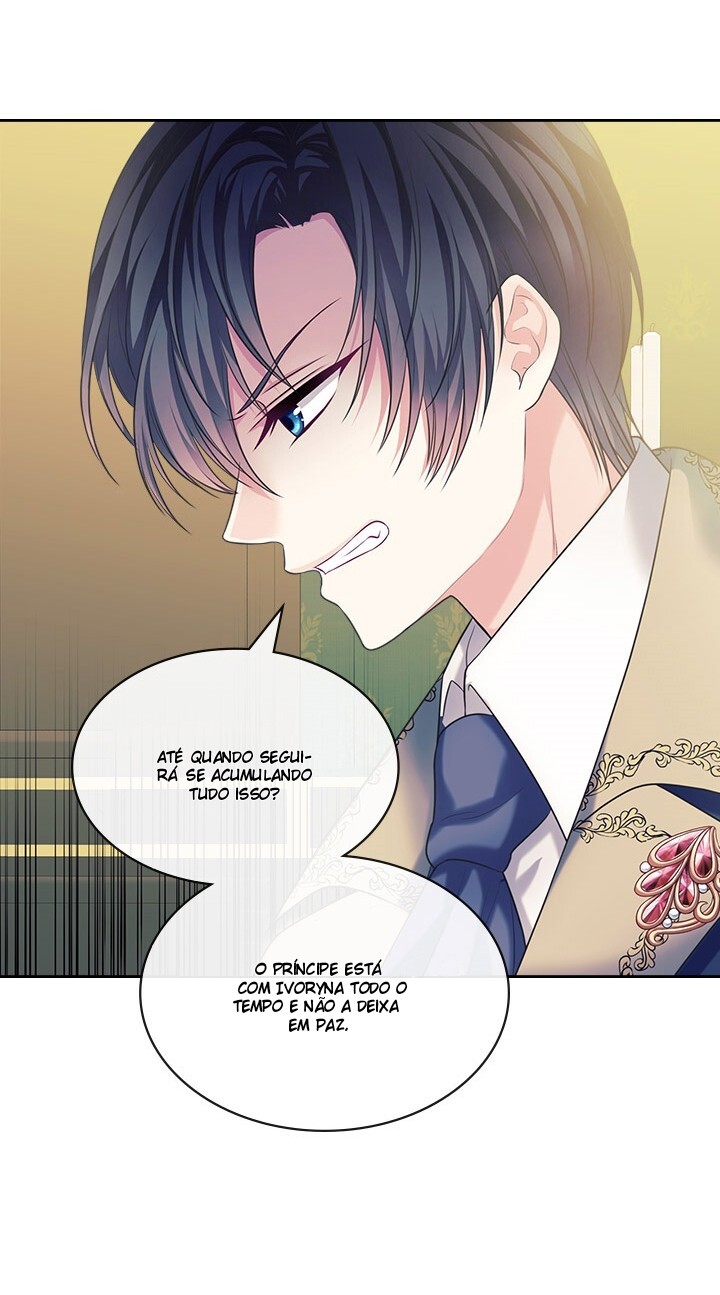 ATÉ QUANDO SEGUI-
RÁ SE ACUMULANDO
TUDO ISSO?
O PRÍNCIPE ESTÁ
COM IVORYNA TODO O
TEMPO E NÃO A DEIXA
EM PAZ.